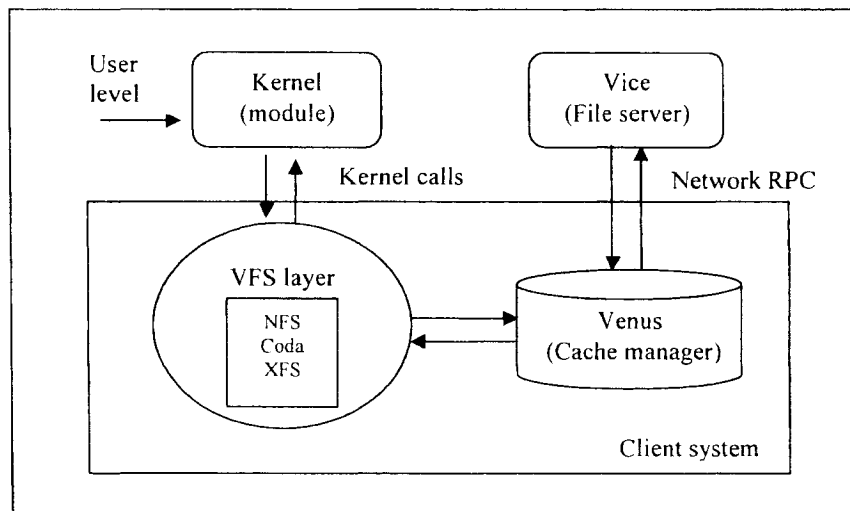 User
level
Kernel
(module)
Vice
(File server)
Kernel calls
Network RPC
VFS layer
NFS
Coda
XFS
Venus
(Cache manager)
Client system